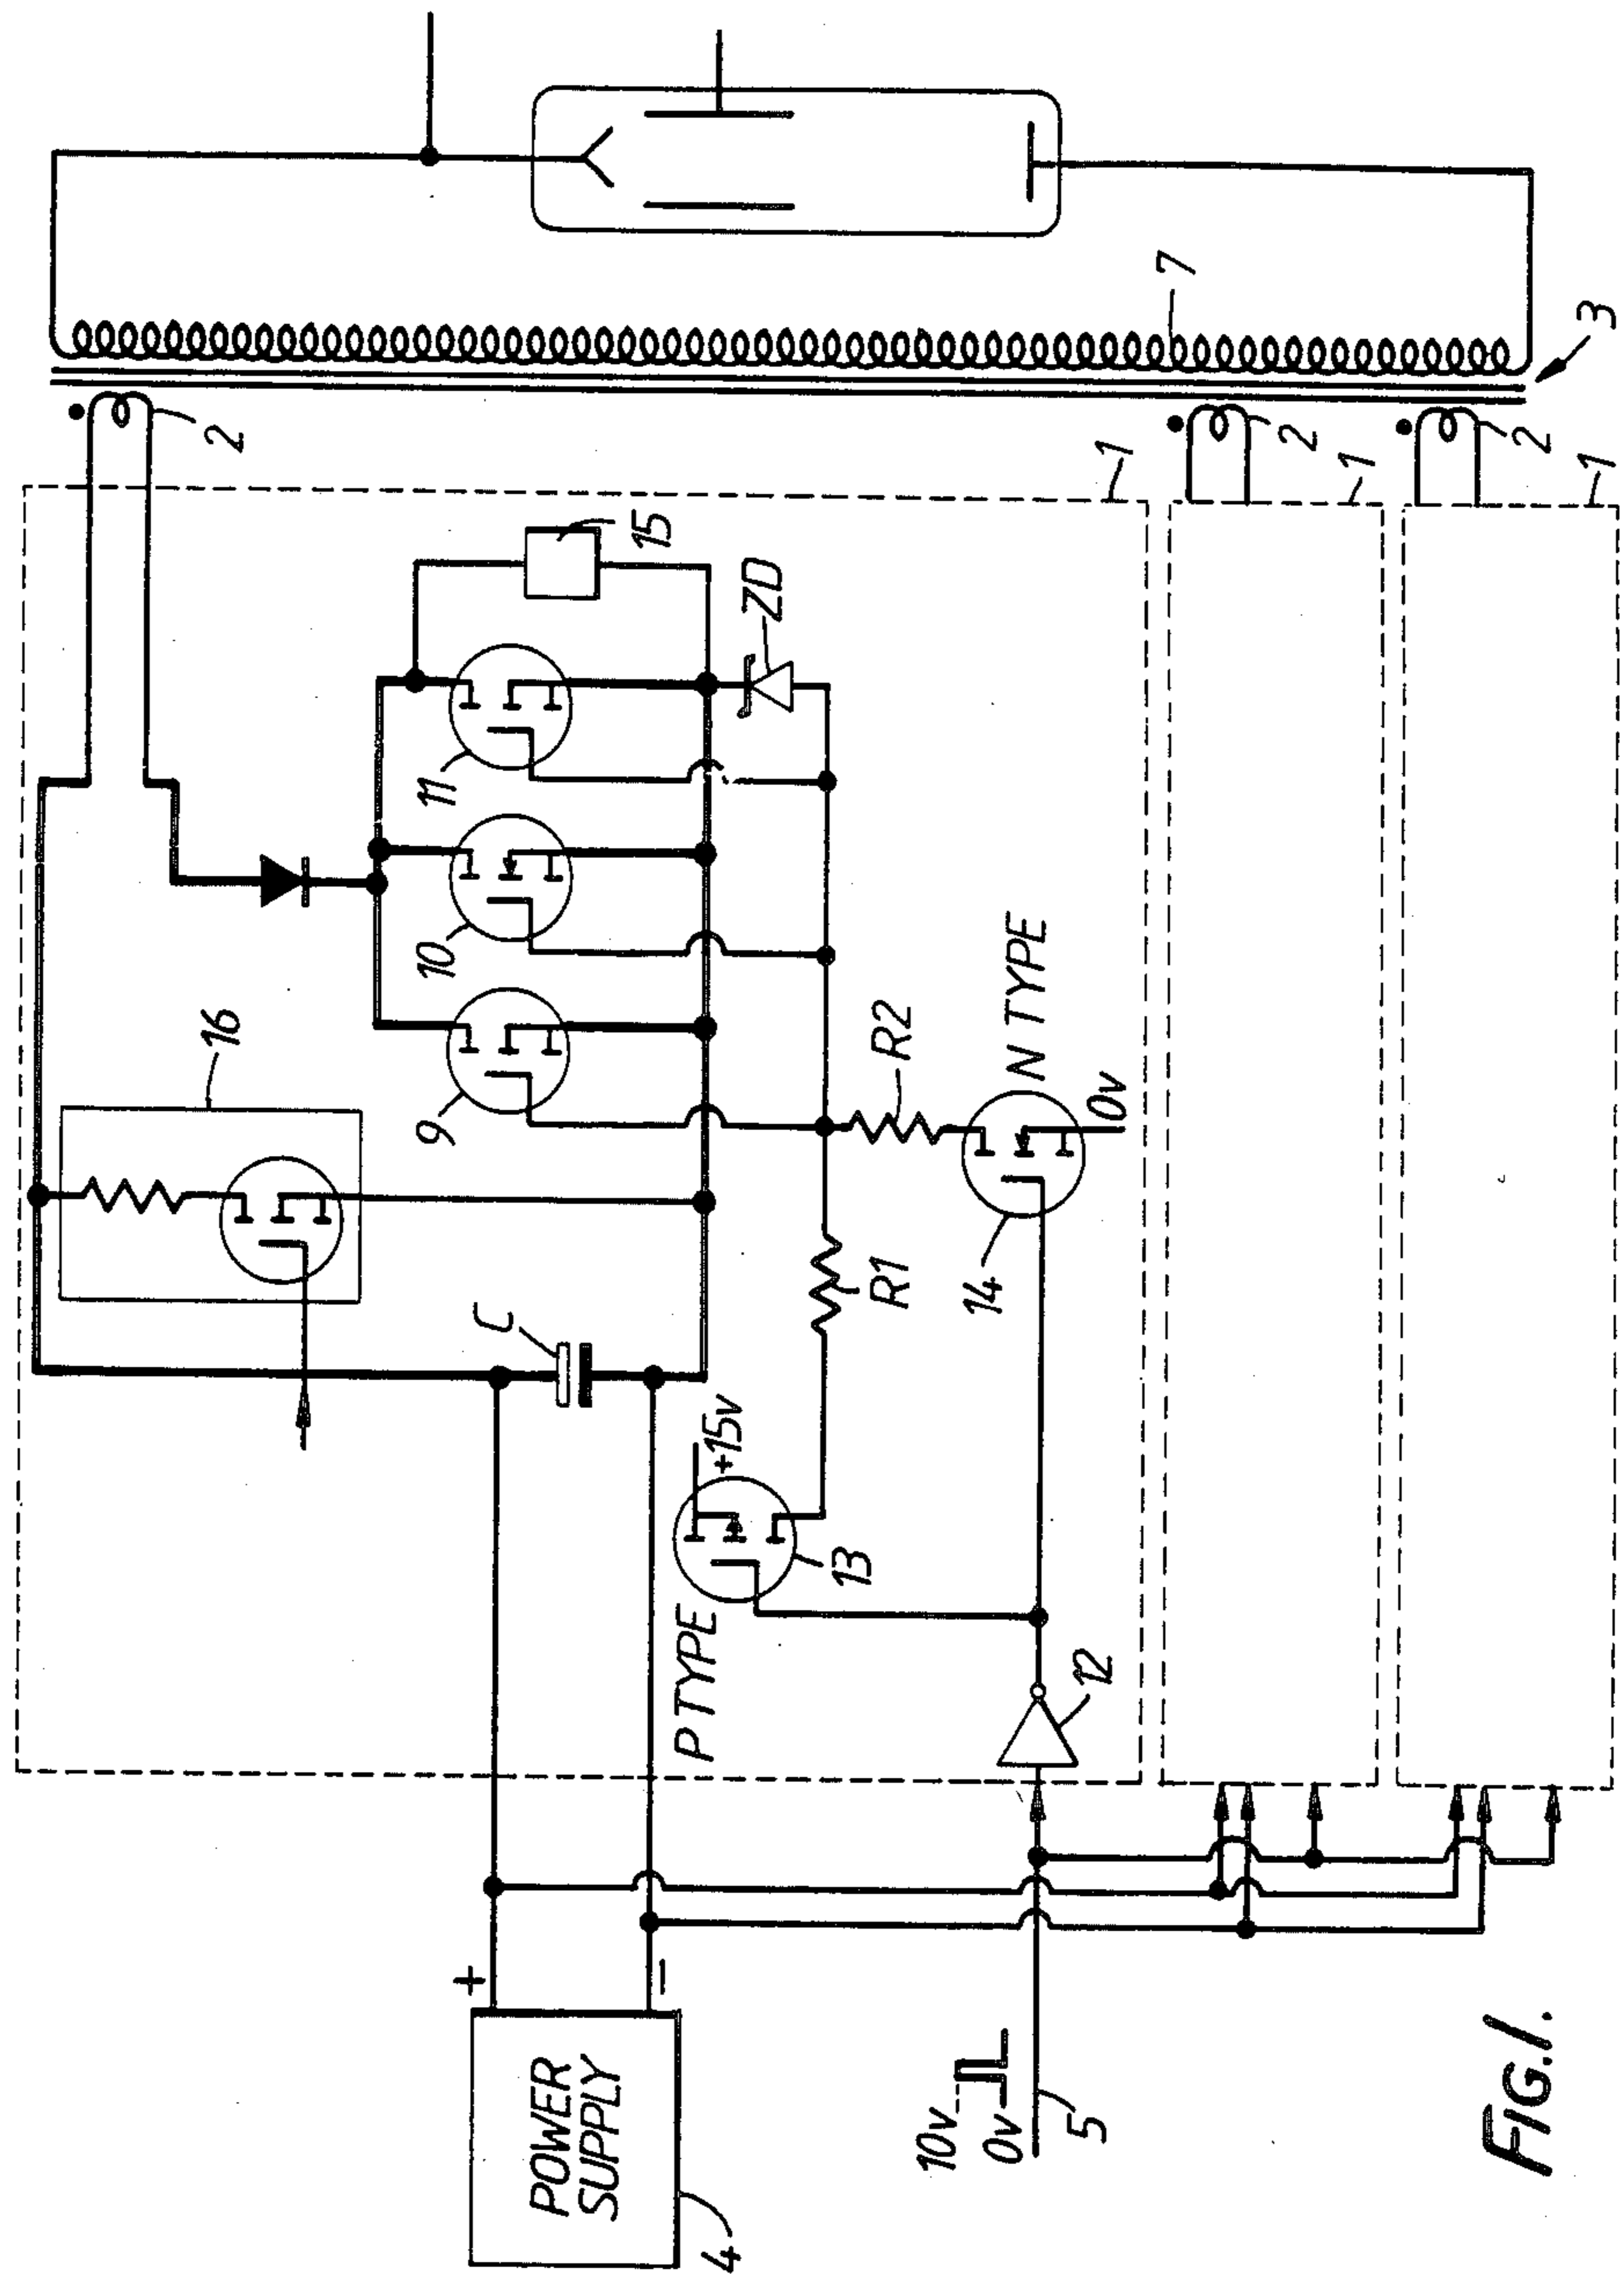 16
2
7
3
15
ZD
11
10
9
C
R2
N TYPE
0v
R1
14
+15v
13
P TYPE
12
1
2
1
2
1
+
−
POWER
SUPPLY
4
10v
0v
5
FIG.1.